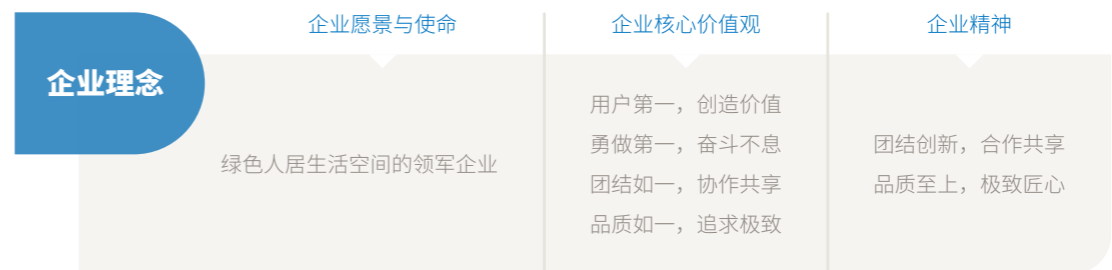 企业理念
企业愿景与使命
绿色人居生活空间的领军企业
企业核心价值观
用户第一，创造价值
勇做第一，奋斗不息
团结如一，协作共享
品质如一，追求极致
企业精神
团结创新，合作共享
品质至上，极致匠心